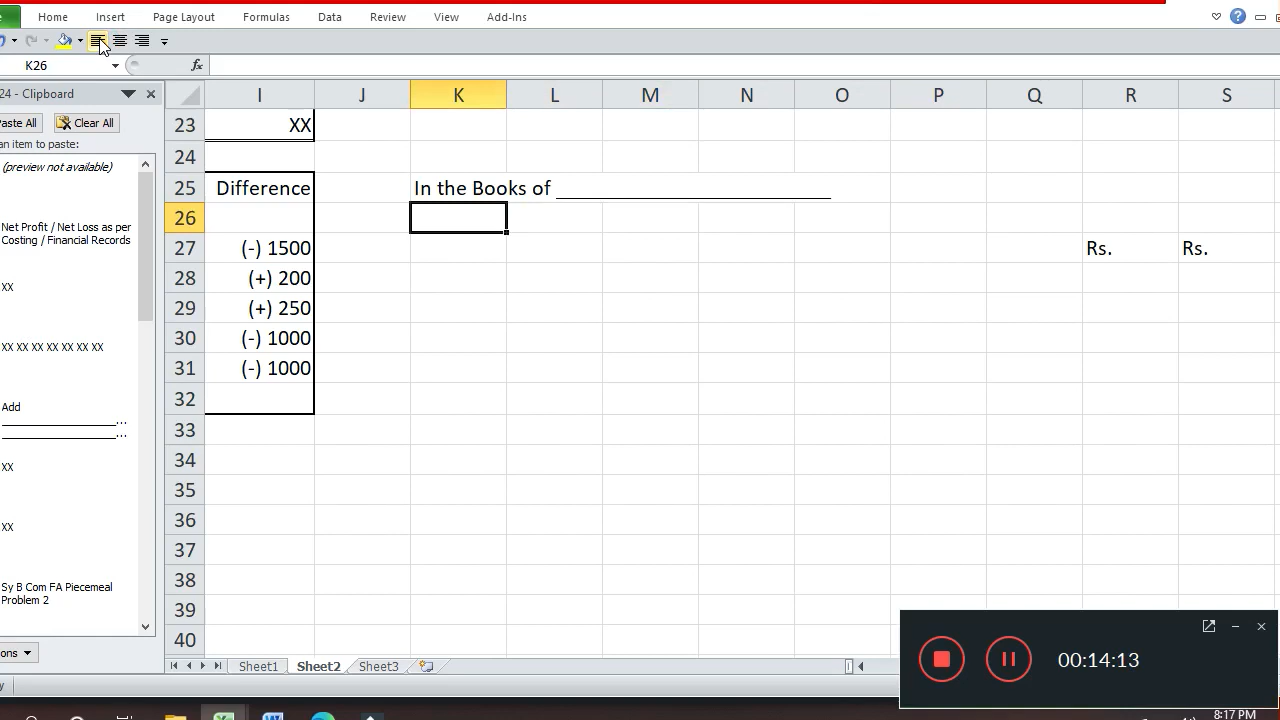 Home Insert Page Layout Formulas Data Review View Add-Ins
K26 fx
24 - Clipboard
Paste All Clear All
an item to paste:
(preview not available)
Net Profit / Net Loss as per
Costing / Financial Records
XX
XX XX XX XX XX XX XX
Add
____________________...
____________________...
XX
XX
Sy B Com FA Piecemeal
Problem 2
ons
I J K L M N O P Q R S
23 XX
24
25 Difference In the Books of _________________________
26
27 (-) 1500 Rs. Rs.
28 (+) 200
29 (+) 250
30 (-) 1000
31 (-) 1000
32
33
34
35
36
37
38
39
40
Sheet1 Sheet2 Sheet3
00:14:13
8:17 PM